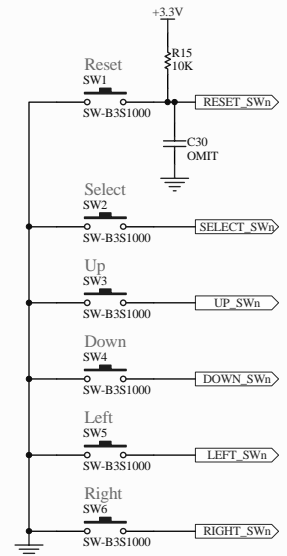 +3.3V
R15
10K
Reset
SW1
RESET_SWn
SW-B3S1000
C30
OMIT
Select
SW2
SELECT_SWn
SW-B3S1000
Up
SW3
UP_SWn
SW-B3S1000
Down
SW4
DOWN_SWn
SW-B3S1000
Left
SW5
LEFT_SWn
SW-B3S1000
Right
SW6
RIGHT_SWn
SW-B3S1000